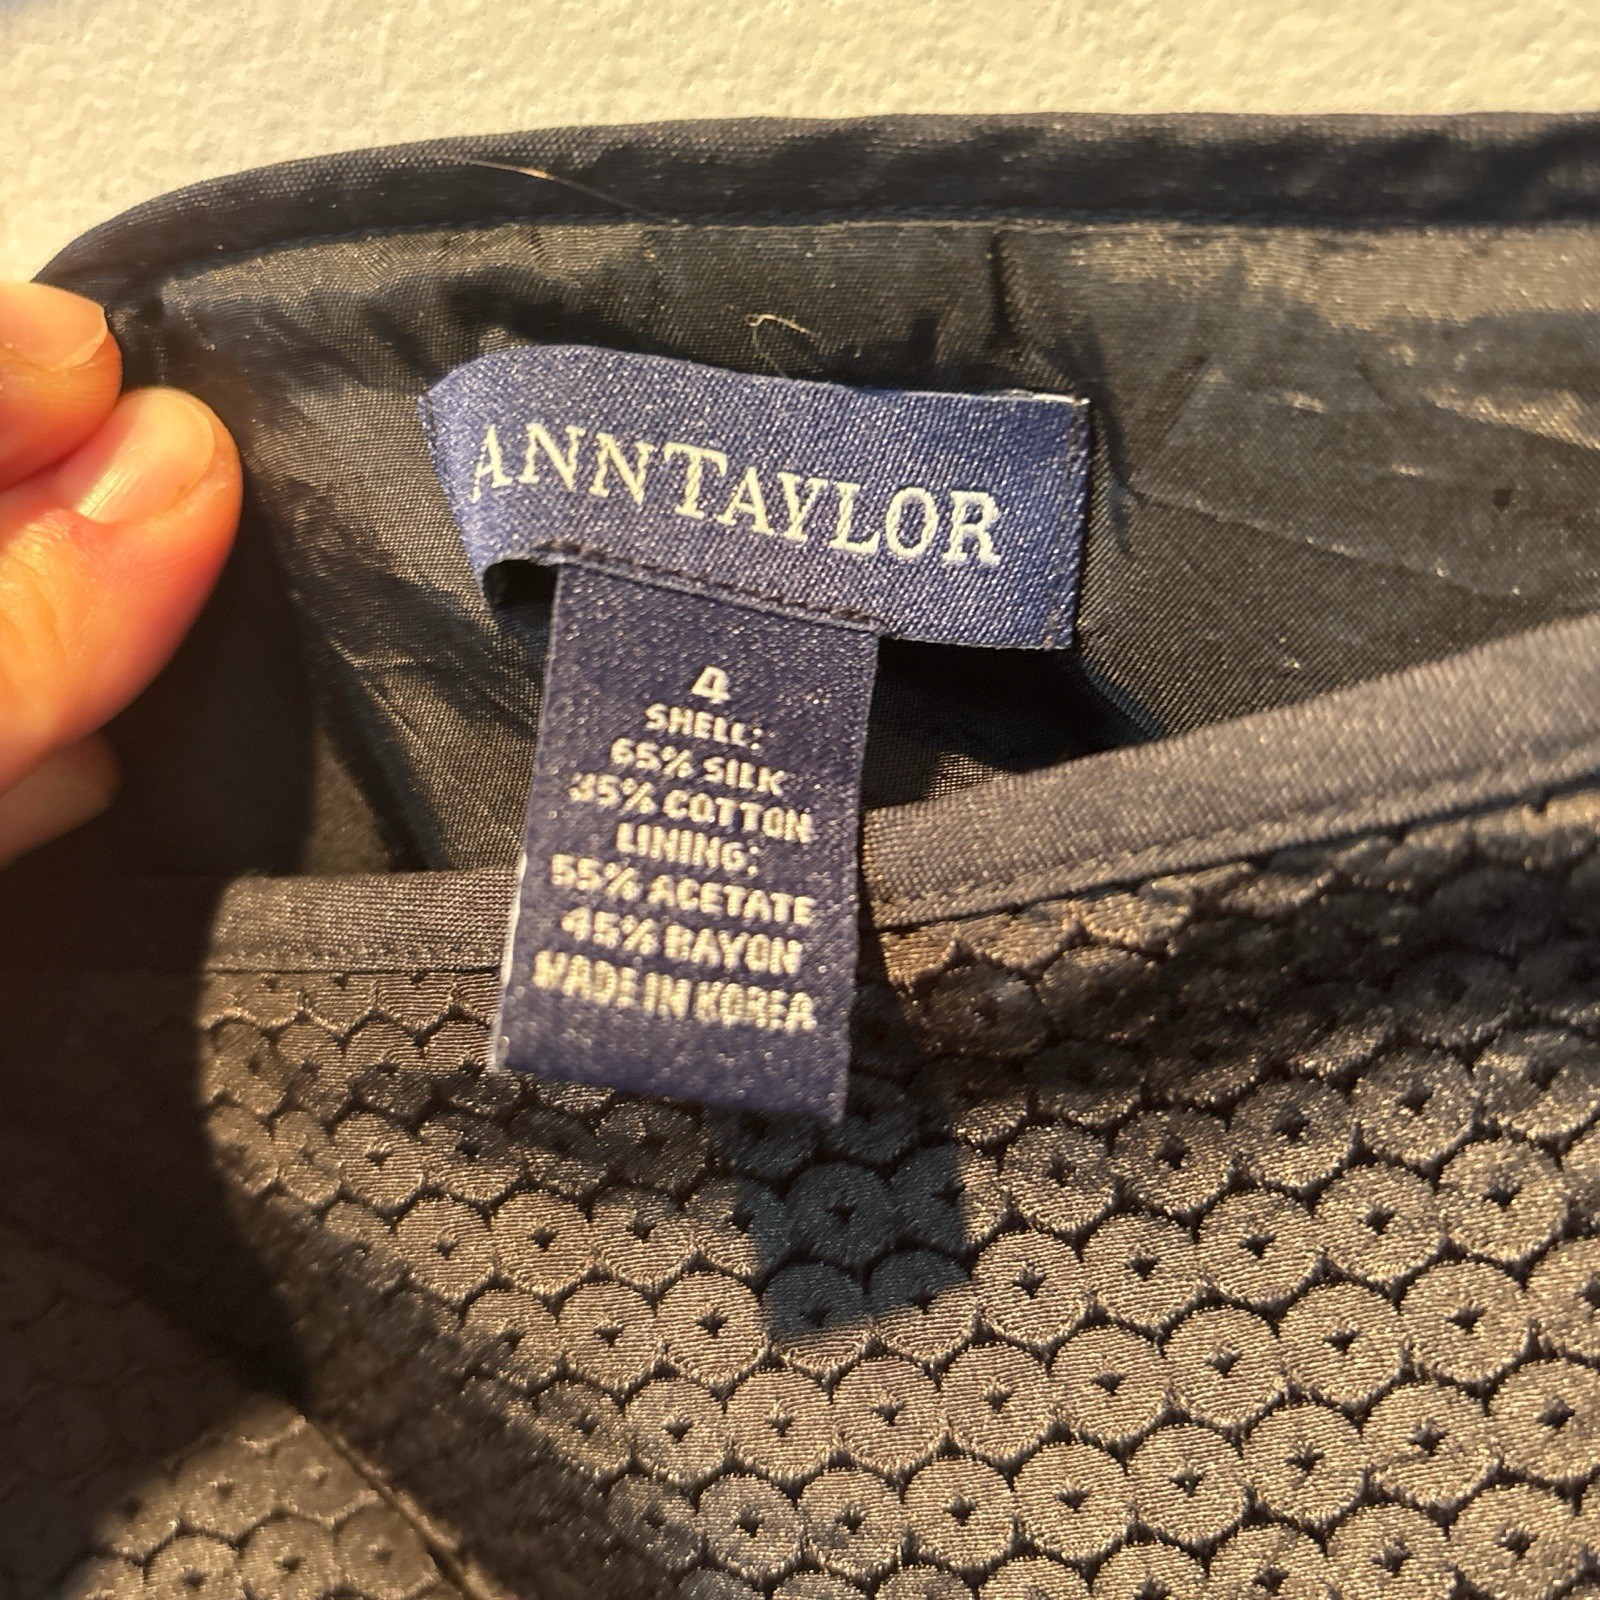 ANNTAYLOR
4
SHELL:
65% SILK
35% COTTON
LINING:
55% ACETATE
45% RAYON
MADE IN KOREA